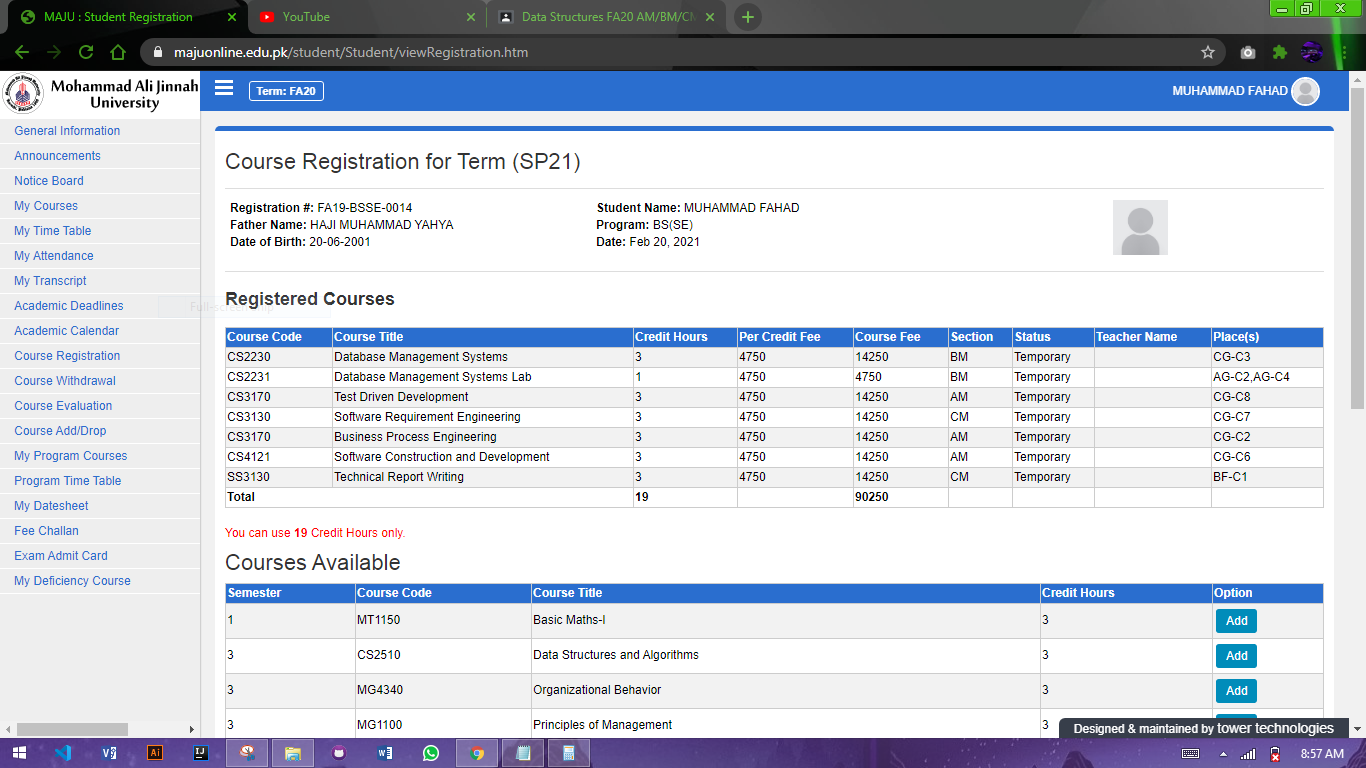 MAJU : Student Registration
YouTube
Data Structures FA20 AM/BM/CM
majuonline.edu.pk/student/Student/viewRegistration.htm
Mohammad Ali Jinnah
University
Term: FA20
MUHAMMAD FAHAD
General Information
Announcements
Notice Board
My Courses
My Time Table
My Attendance
My Transcript
Academic Deadlines
Academic Calendar
Course Registration
Course Withdrawal
Course Evaluation
Course Add/Drop
My Program Courses
Program Time Table
My Datesheet
Fee Challan
Exam Admit Card
My Deficiency Course
Course Registration for Term (SP21)
Registration #: FA19-BSSE-0014 Student Name: MUHAMMAD FAHAD
Father Name: HAJI MUHAMMAD YAHYA Program: BS(SE)
Date of Birth: 20-06-2001 Date: Feb 20, 2021
Registered Courses
Course Code Course Title Credit Hours Per Credit Fee Course Fee Section Status Teacher Name Place(s)
CS2230 Database Management Systems 3 4750 14250 BM Temporary CG-C3
CS2231 Database Management Systems Lab 1 4750 4750 BM Temporary AG-C2,AG-C4
CS3170 Test Driven Development 3 4750 14250 AM Temporary CG-C8
CS3130 Software Requirement Engineering 3 4750 14250 CM Temporary CG-C7
CS3170 Business Process Engineering 3 4750 14250 AM Temporary CG-C2
CS4121 Software Construction and Development 3 4750 14250 AM Temporary CG-C6
SS3130 Technical Report Writing 3 4750 14250 CM Temporary BF-C1
Total 19 90250
You can use 19 Credit Hours only.
Courses Available
Semester Course Code Course Title Credit Hours Option
1 MT1150 Basic Maths-I 3 Add
3 CS2510 Data Structures and Algorithms 3 Add
3 MG4340 Organizational Behavior 3 Add
3 MG1100 Principles of Management 3
Designed & maintained by tower technologies
8:57 AM